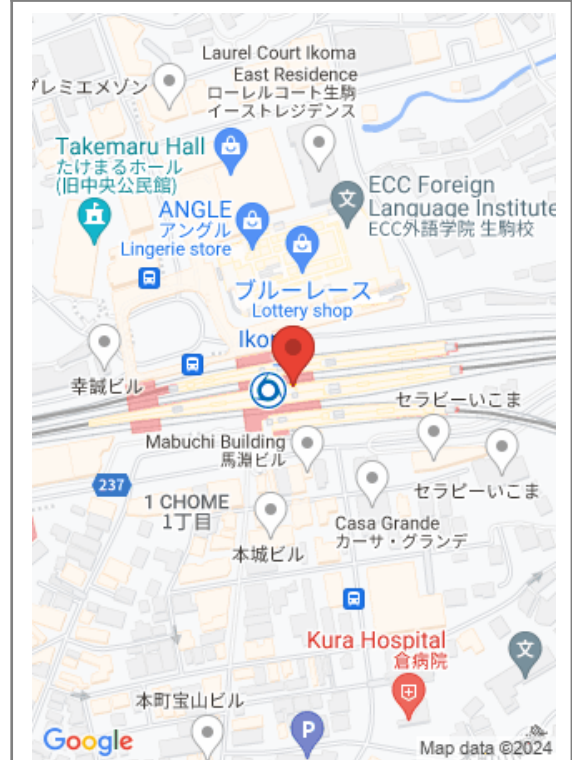 Laurel Court Ikoma
East Residence
ローレルコート生駒
イーストレジデンス
プレミエメゾン
Takemaru Hall
たけまるホール
(旧中央公民館)
ECC Foreign
Language Institute
ECC外語学院 生駒校
ANGLE
アングル
Lingerie store
ブルーレース
Lottery shop
Iko
幸誠ビル
セラビーいこま
Mabuchi Building
馬淵ビル
237
セラビーいこま
1 CHOME
1丁目
Casa Grande
カーサ・グランデ
本城ビル
Kura Hospital
倉病院
文
文
本町宝山ビル
P
Google
Map data ©2024